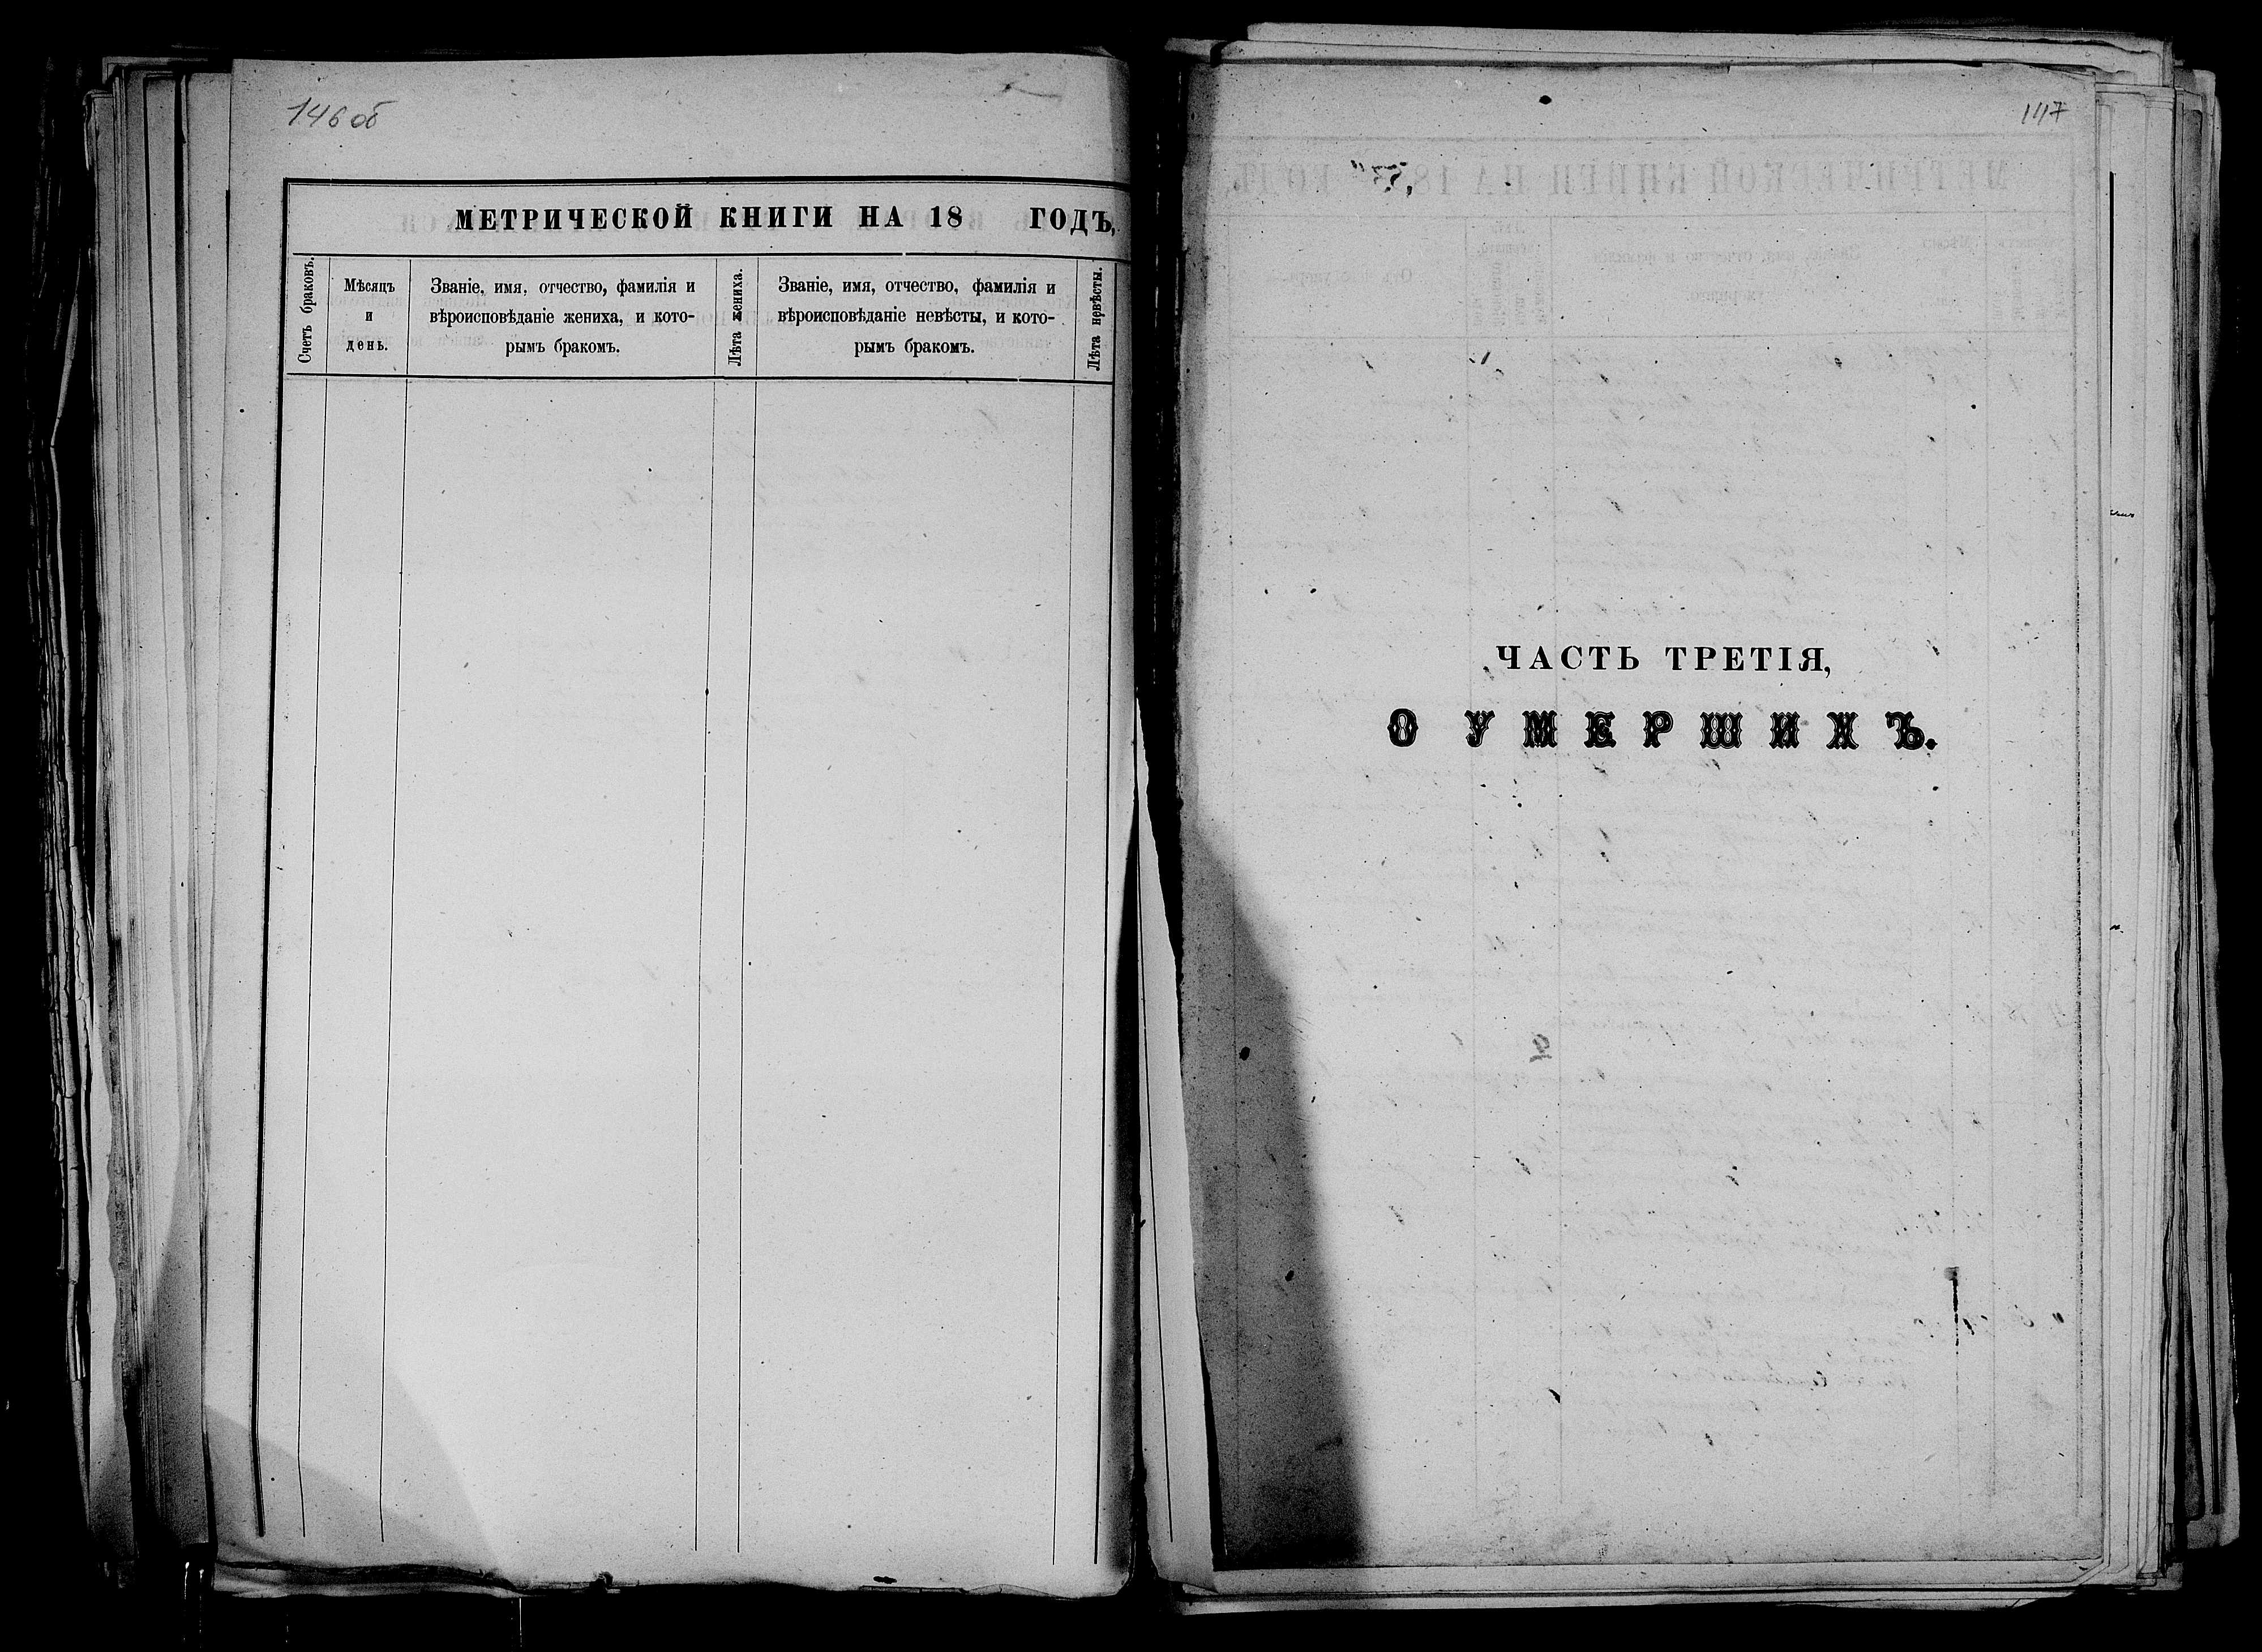 146 об
МЕТРИЧЕСКОЙ КНИГИ НА 18 ГОДЪ,
Счетъ браковъ.
Мѣсяцъ
и
день.
Званіе, имя, отчество, фамилія и
вѣроисповѣданіе жениха, и кото-
рымъ бракомъ.
Лѣта жениха.
Званіе, имя, отчество, фамилія и
вѣроисповѣданіе невѣсты, и кото-
рымъ бракомъ.
Лѣта невѣсты.
147
ЧАСТЬ ТРЕТІЯ,
О УМЕРШИХЪ.